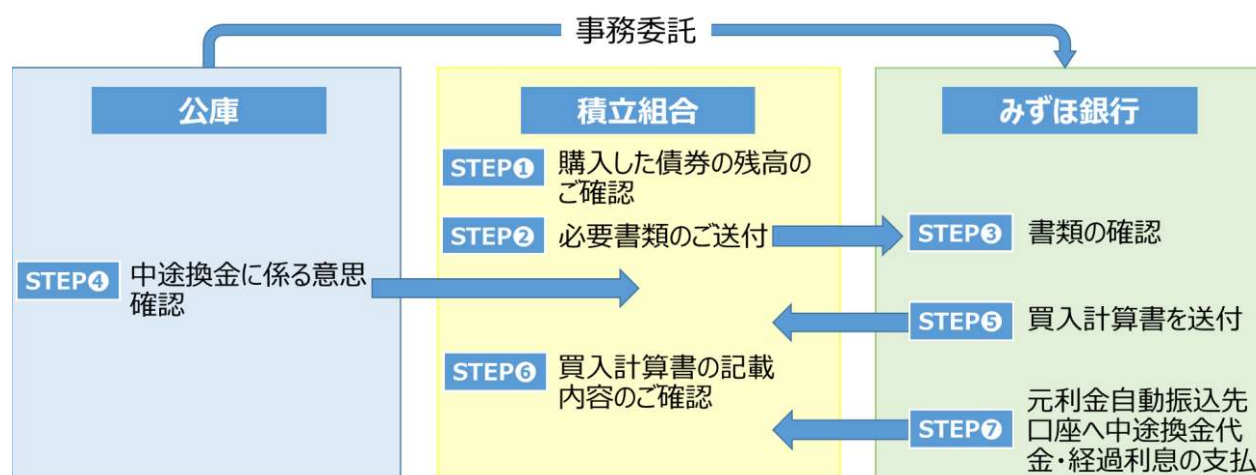 事務委託
公庫
積立組合
みずほ銀行
STEP❶ 購入した債券の残高の
ご確認
STEP❷ 必要書類のご送付
STEP❸ 書類の確認
STEP❹ 中途換金に係る意思
確認
STEP❺ 買入計算書を送付
STEP❻ 買入計算書の記載
内容のご確認
STEP❼ 元利金自動振込先
口座へ中途換金代
金・経過利息の支払